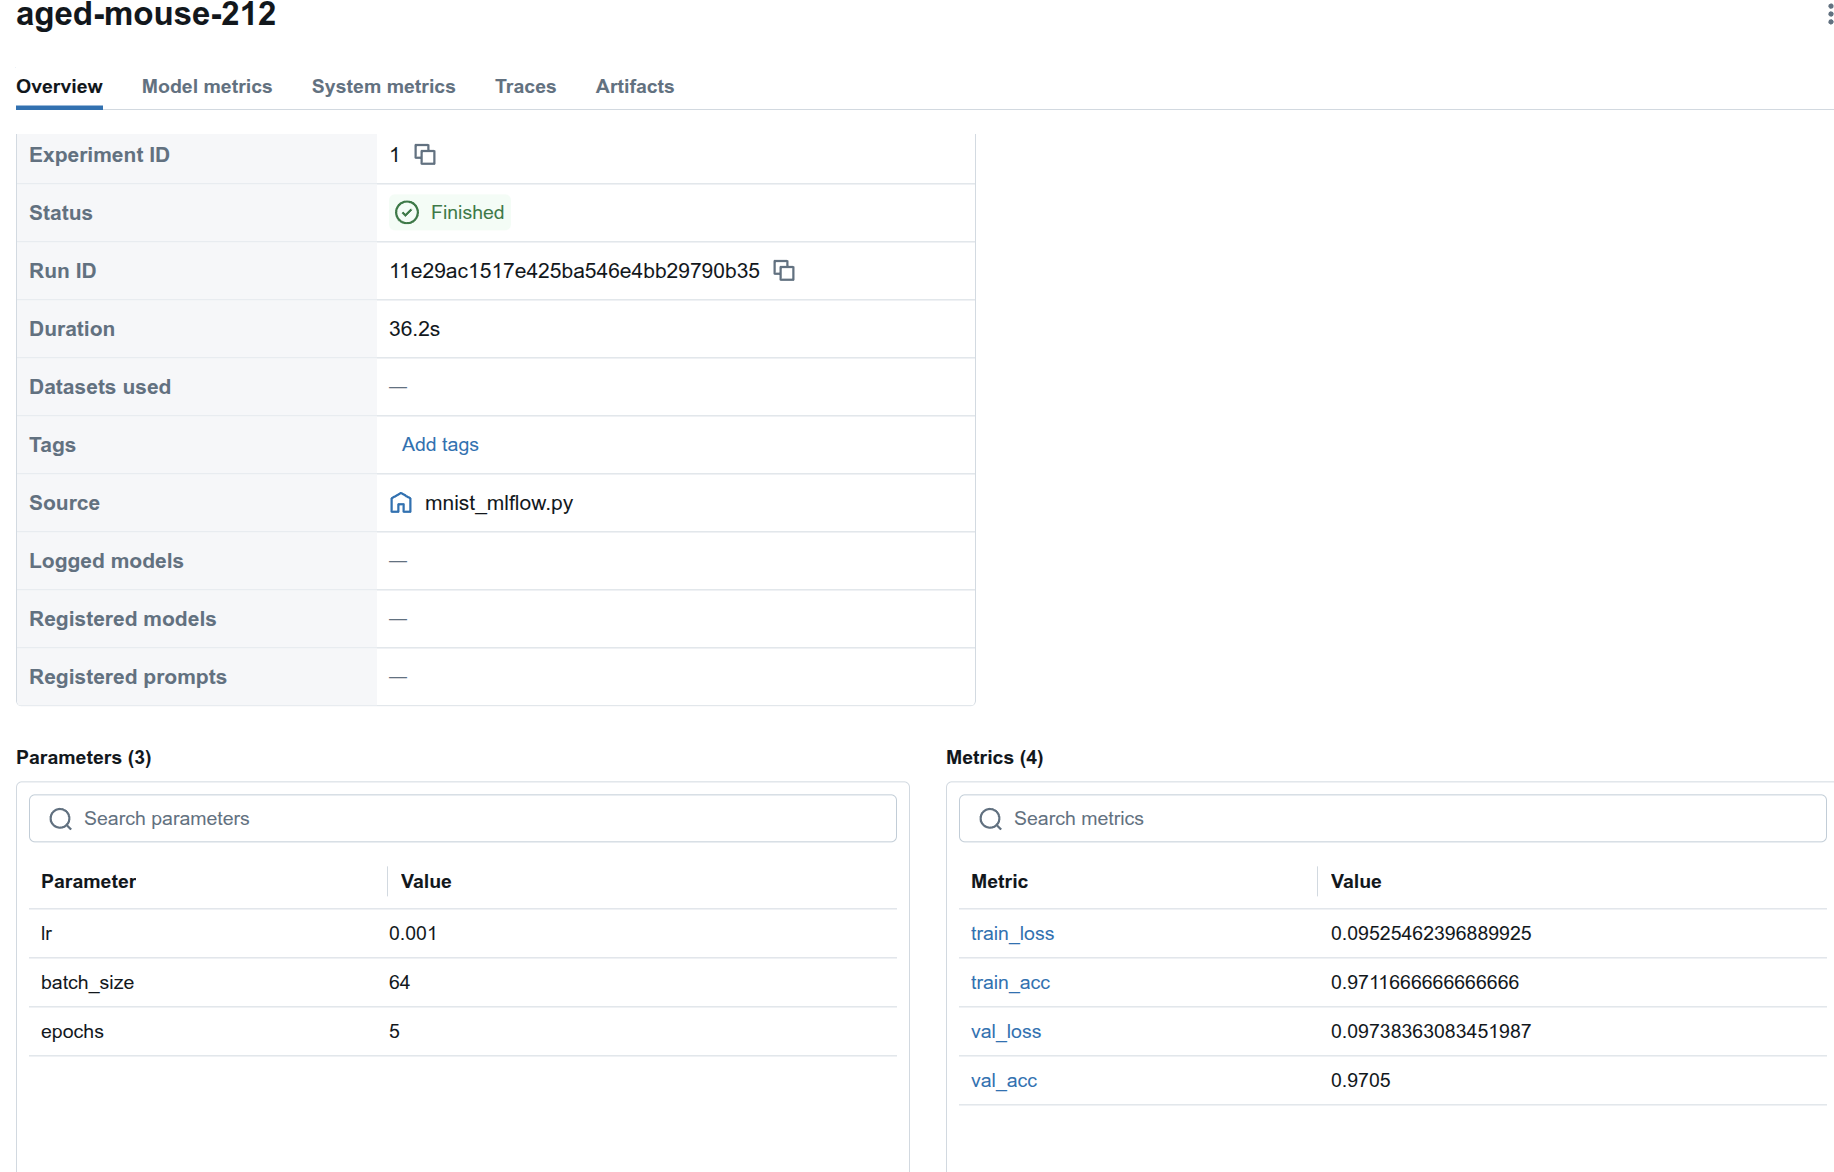 aged-mouse-212
Overview Model metrics System metrics Traces Artifacts
Experiment ID 1
Status Finished
Run ID 11e29ac1517e425ba546e4bb29790b35
Duration 36.2s
Datasets used —
Tags Add tags
Source mnist_mlflow.py
Logged models —
Registered models —
Registered prompts —
Parameters (3)
Search parameters
Parameter Value
lr 0.001
batch_size 64
epochs 5
Metrics (4)
Search metrics
Metric Value
train_loss 0.09525462396889925
train_acc 0.9711666666666666
val_loss 0.09738363083451987
val_acc 0.9705